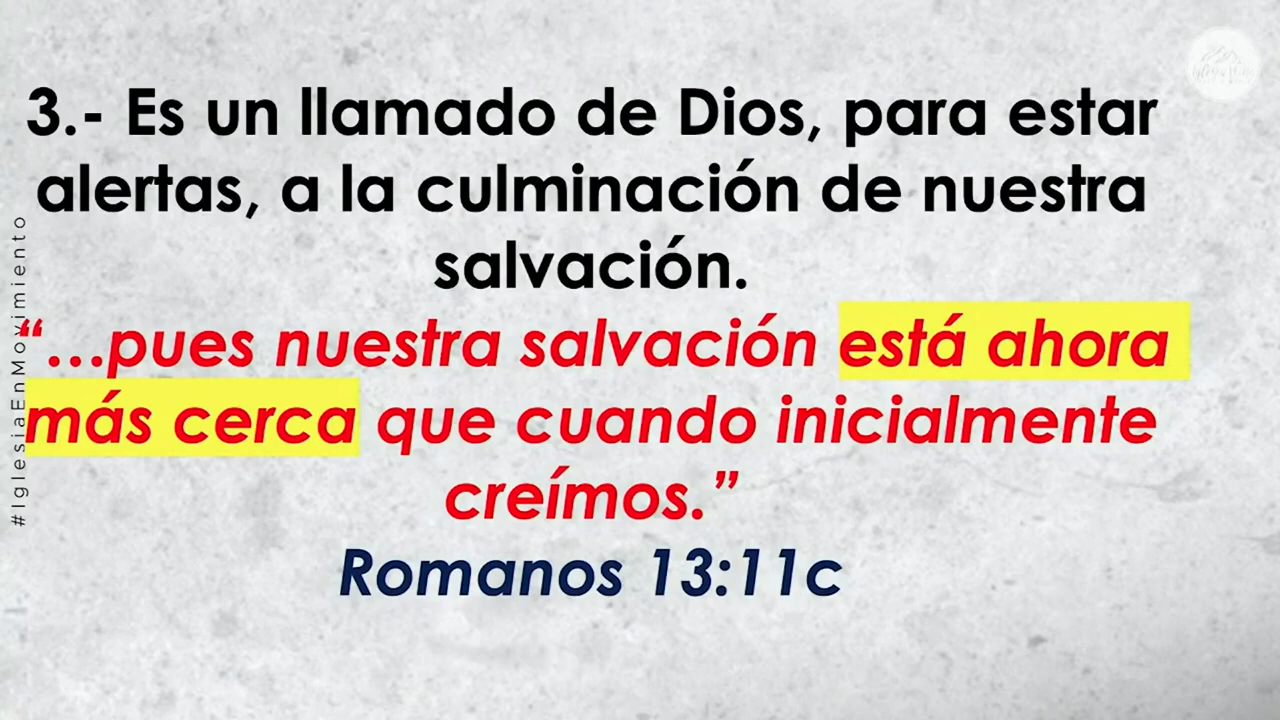 3.- Es un llamado de Dios, para estar
alertas, a la culminación de nuestra
salvación.
“…pues nuestra salvación está ahora
más cerca que cuando inicialmente
creímos.”
Romanos 13:11c
#IglesiaEnMovimiento